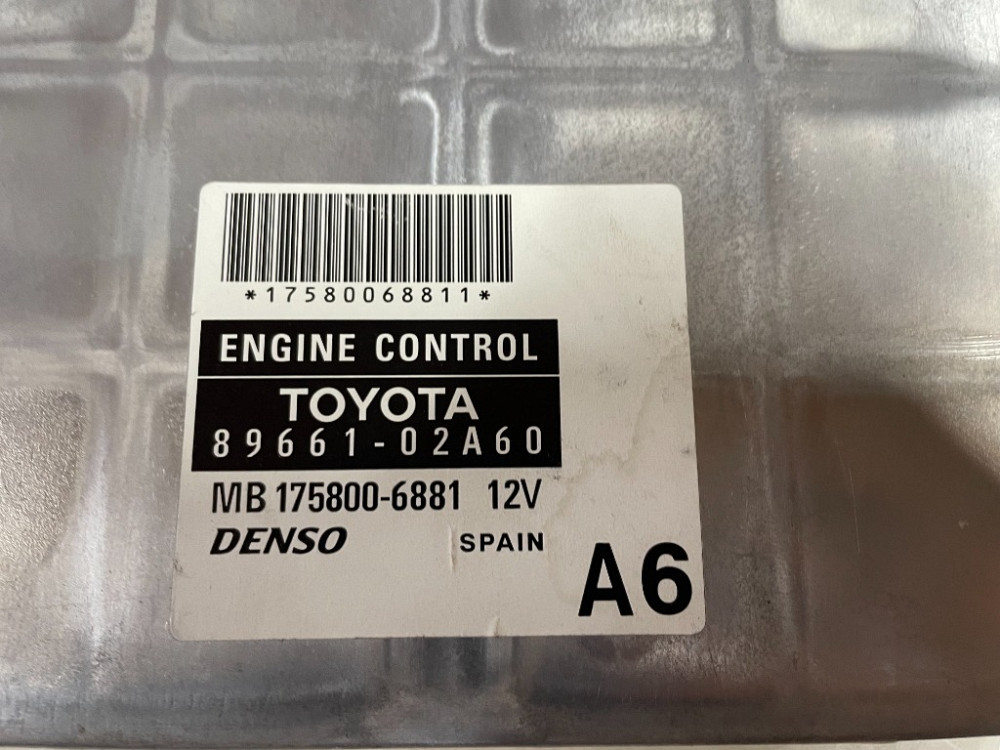 *17580068811*
ENGINE CONTROL
TOYOTA
89661-02A60
MB 175800-6881 12V
DENSO SPAIN
A6